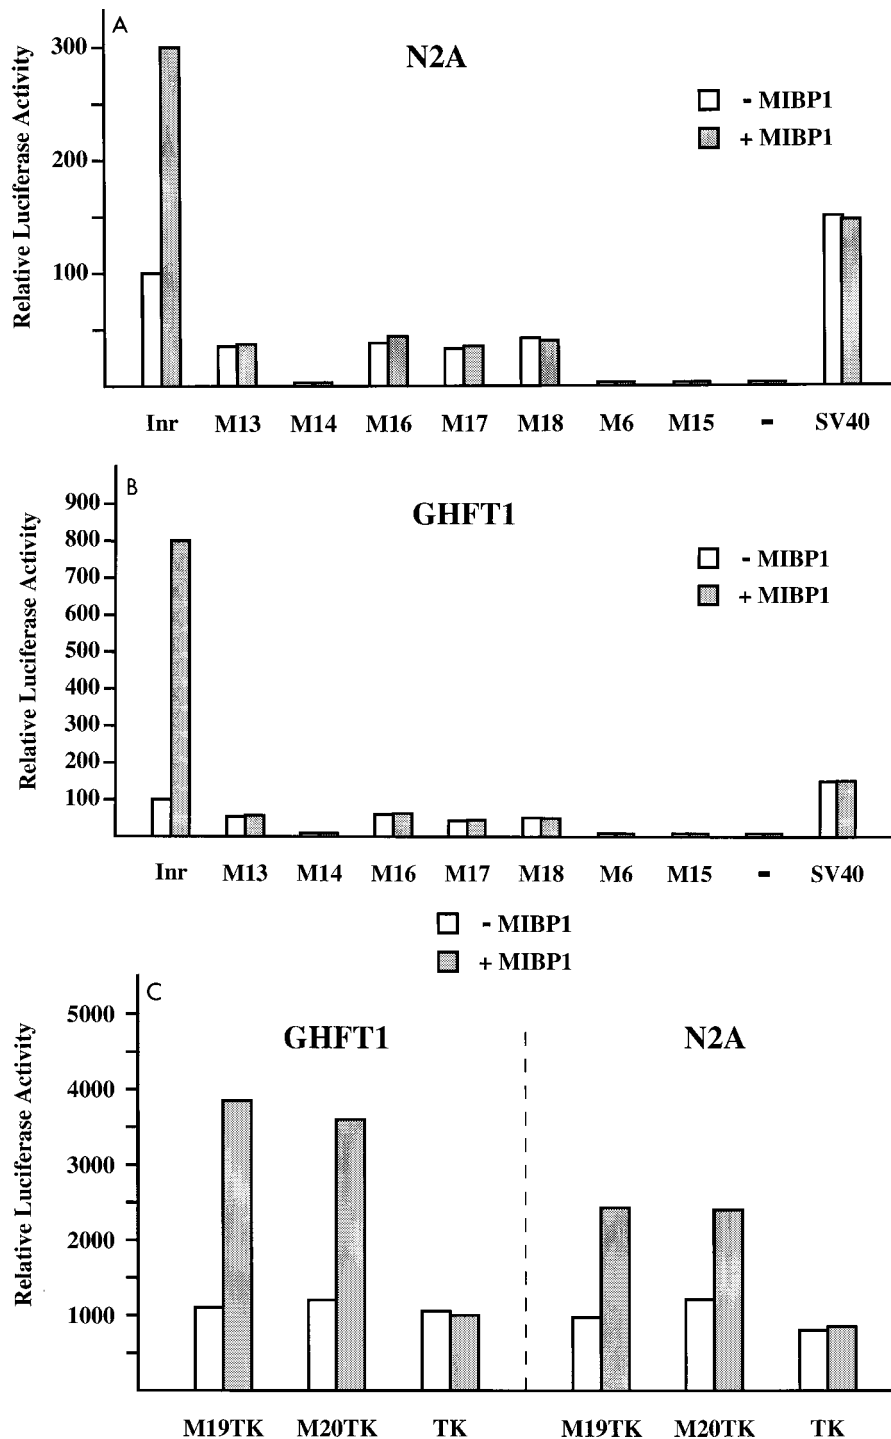 A
N2A
- MIBP1
+ MIBP1
Relative Luciferase Activity
300
200
100
Inr M13 M14 M16 M17 M18 M6 M15 - SV40
B
GHFT1
- MIBP1
+ MIBP1
Relative Luciferase Activity
900
800
700
600
500
400
300
200
100
Inr M13 M14 M16 M17 M18 M6 M15 - SV40
- MIBP1
+ MIBP1
C
GHFT1 N2A
Relative Luciferase Activity
5000
4000
3000
2000
1000
M19TK M20TK TK M19TK M20TK TK